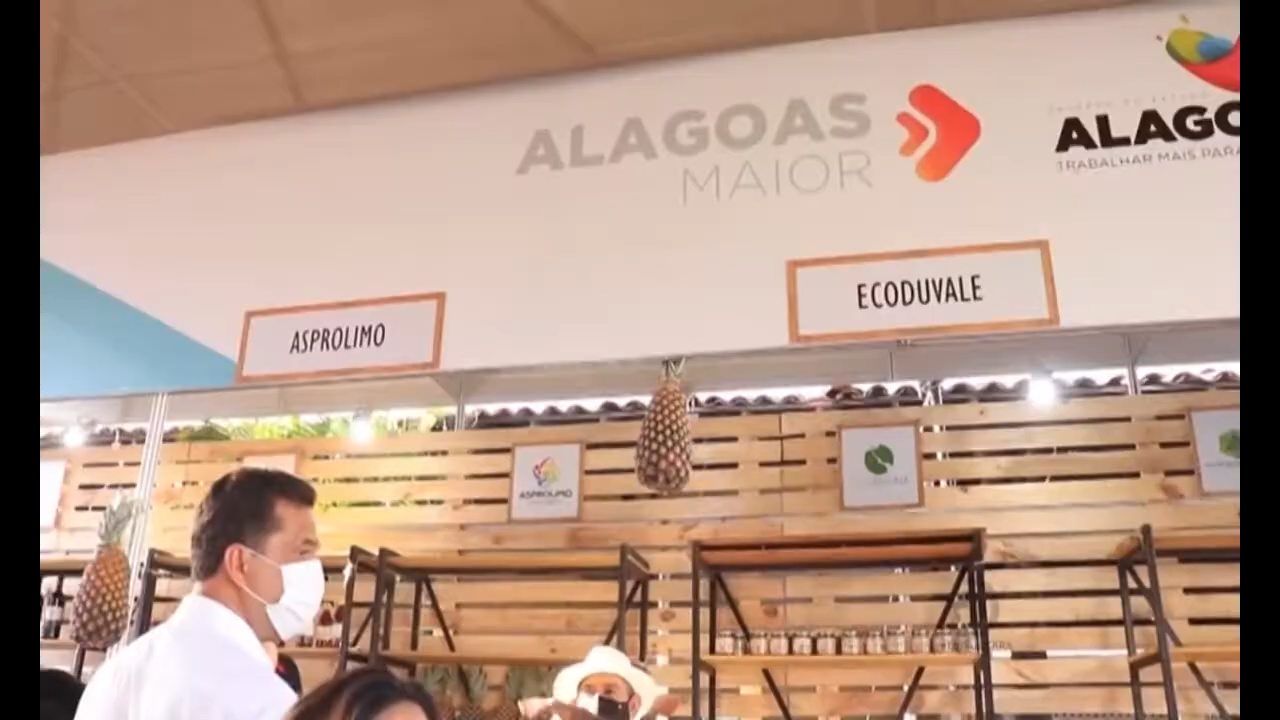 ALAGOAS
MAIOR
ALAGO
TRABALHAR MAIS PARA
ECODUVALE
ASPROLIMO
ASPROLIMO